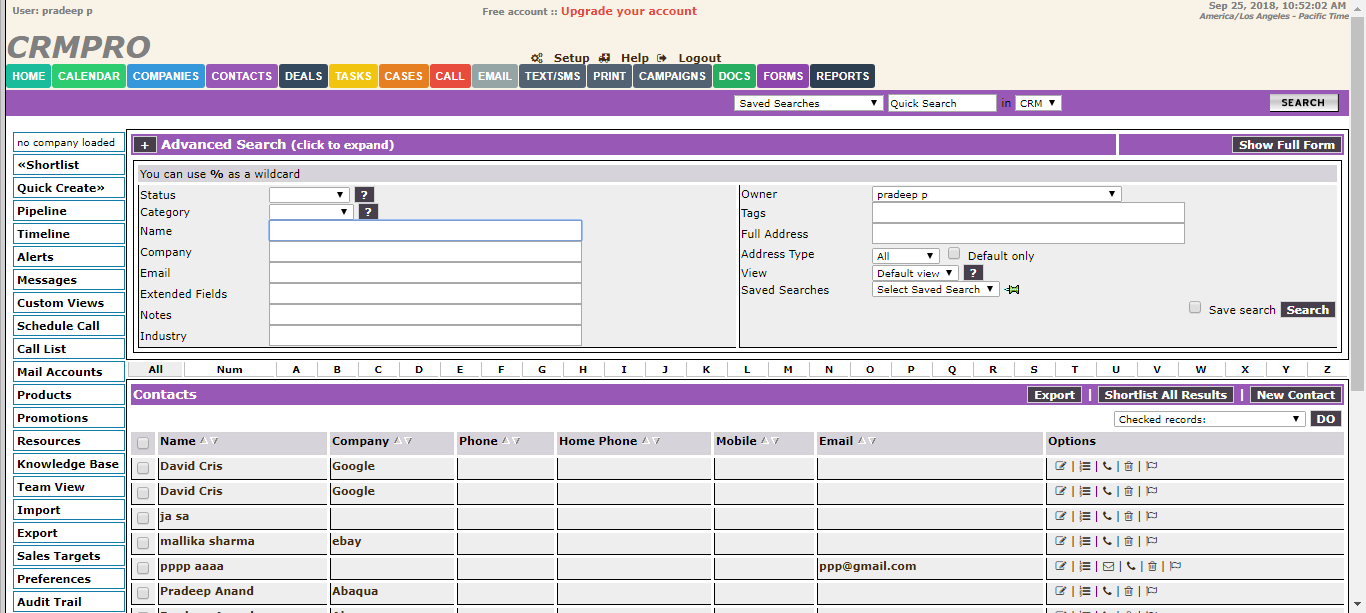 User: pradeep p
Free account :: Upgrade your account
Sep 25, 2018, 10:52:02 AM
America/Los Angeles - Pacific Time
CRMPRO
Setup Help Logout
HOME CALENDAR COMPANIES CONTACTS DEALS TASKS CASES CALL EMAIL TEXT/SMS PRINT CAMPAIGNS DOCS FORMS REPORTS
Saved Searches Quick Search in CRM SEARCH
no company loaded
«Shortlist
Quick Create»
Pipeline
Timeline
Alerts
Messages
Custom Views
Schedule Call
Call List
Mail Accounts
Products
Promotions
Resources
Knowledge Base
Team View
Import
Export
Sales Targets
Preferences
Audit Trail
+ Advanced Search (click to expand) Show Full Form
You can use % as a wildcard
Status ?
Category ?
Name
Company
Email
Extended Fields
Notes
Industry
Owner pradeep p
Tags
Full Address
Address Type All Default only
View Default view ?
Saved Searches Select Saved Search
Save search Search
All Num A B C D E F G H I J K L M N O P Q R S T U V W X Y Z
Contacts Export | Shortlist All Results | New Contact
Checked records: DO
Name Company Phone Home Phone Mobile Email Options
David Cris Google | | | |
David Cris Google | | | |
ja sa | | | |
mallika sharma ebay | | | |
pppp aaaa ppp@gmail.com | | | | |
Pradeep Anand Abaqua | | | |